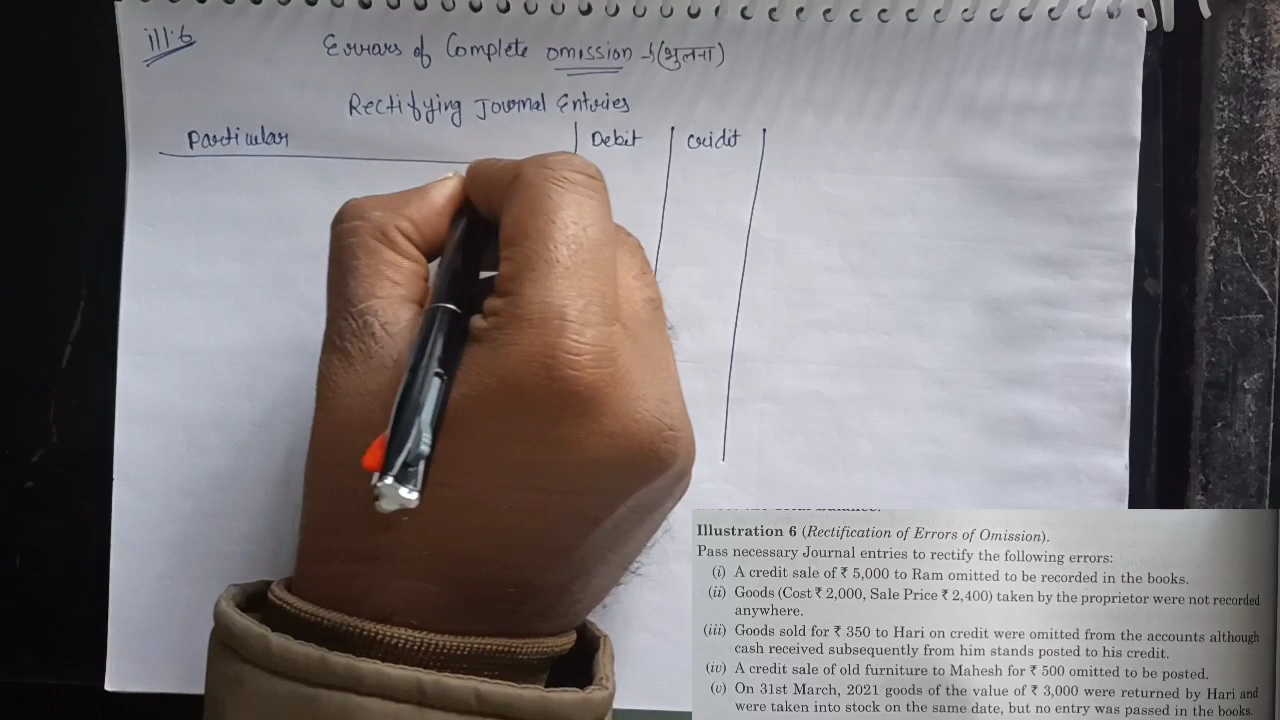 ill.6
Errors of Complete omission → (भुलना)
Rectifying Journal Entries
Particular Debit Cridit
Illustration 6 (Rectification of Errors of Omission).
Pass necessary Journal entries to rectify the following errors:
(i) A credit sale of ₹ 5,000 to Ram omitted to be recorded in the books.
(ii) Goods (Cost ₹ 2,000, Sale Price ₹ 2,400) taken by the proprietor were not recorded
anywhere.
(iii) Goods sold for ₹ 350 to Hari on credit were omitted from the accounts although
cash received subsequently from him stands posted to his credit.
(iv) A credit sale of old furniture to Mahesh for ₹ 500 omitted to be posted.
(v) On 31st March, 2021 goods of the value of ₹ 3,000 were returned by Hari and
were taken into stock on the same date, but no entry was passed in the books.